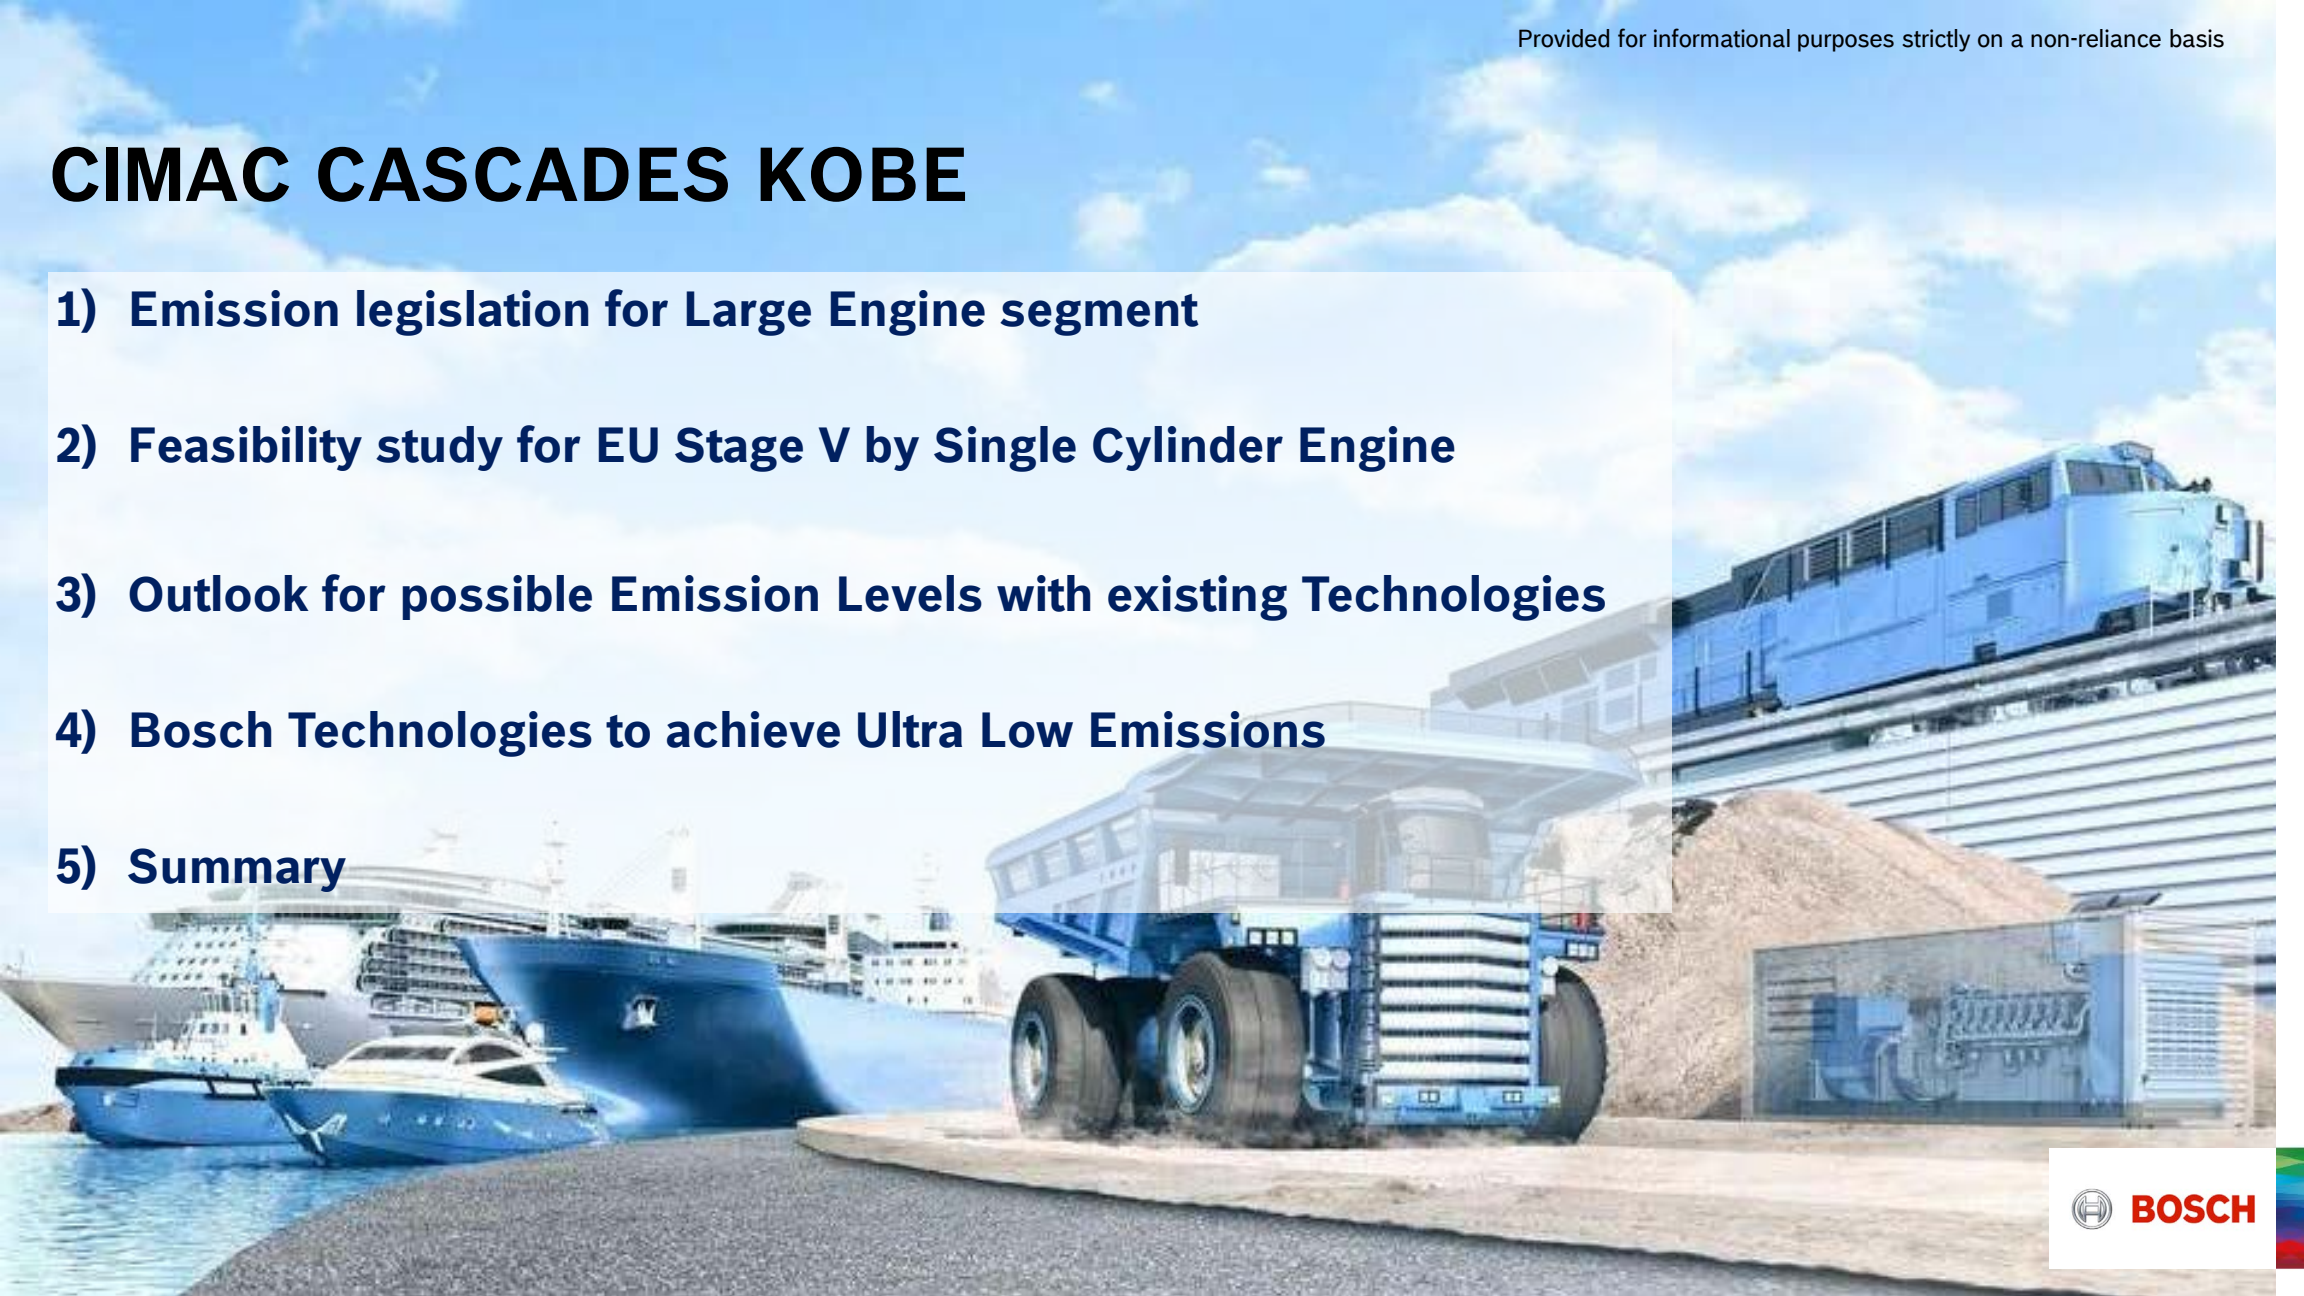 Provided for informational purposes strictly on a non-reliance basis
CIMAC CASCADES KOBE
1) Emission legislation for Large Engine segment
2) Feasibility study for EU Stage V by Single Cylinder Engine
3) Outlook for possible Emission Levels with existing Technologies
4) Bosch Technologies to achieve Ultra Low Emissions
5) Summary
BOSCH